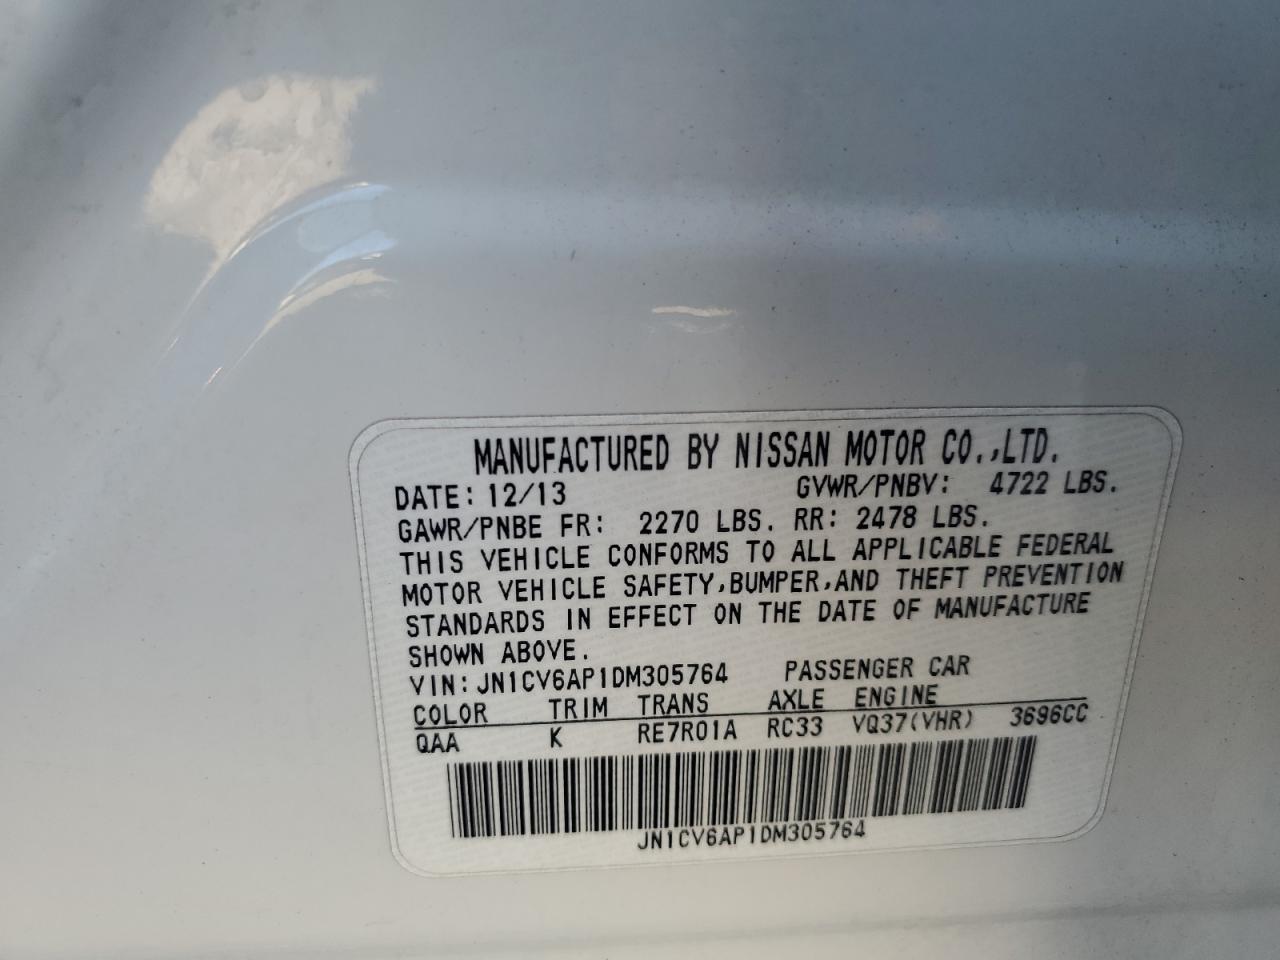 MANUFACTURED BY NISSAN MOTOR CO.,LTD.
DATE: 12/13 GVWR/PNBV: 4722 LBS.
GAWR/PNBE FR: 2270 LBS. RR: 2478 LBS.
THIS VEHICLE CONFORMS TO ALL APPLICABLE FEDERAL
MOTOR VEHICLE SAFETY,BUMPER,AND THEFT PREVENTION
STANDARDS IN EFFECT ON THE DATE OF MANUFACTURE
SHOWN ABOVE.
VIN: JN1CV6AP1DM305764 PASSENGER CAR
COLOR TRIM TRANS AXLE ENGINE
QAA K RE7R01A RC33 VQ37(VHR) 3696CC
JN1CV6AP1DM305764